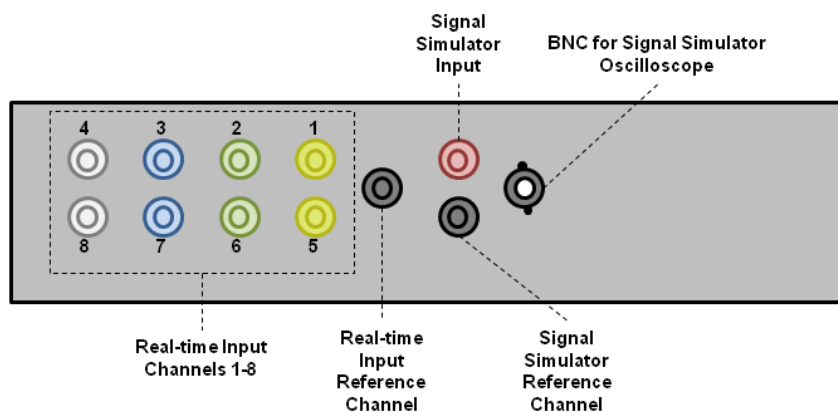 Signal
Simulator
Input
BNC for Signal Simulator
Oscilloscope
4 3 2 1
8 7 6 5
Real-time Input
Channels 1-8
Real-time
Input
Reference
Channel
Signal
Simulator
Reference
Channel